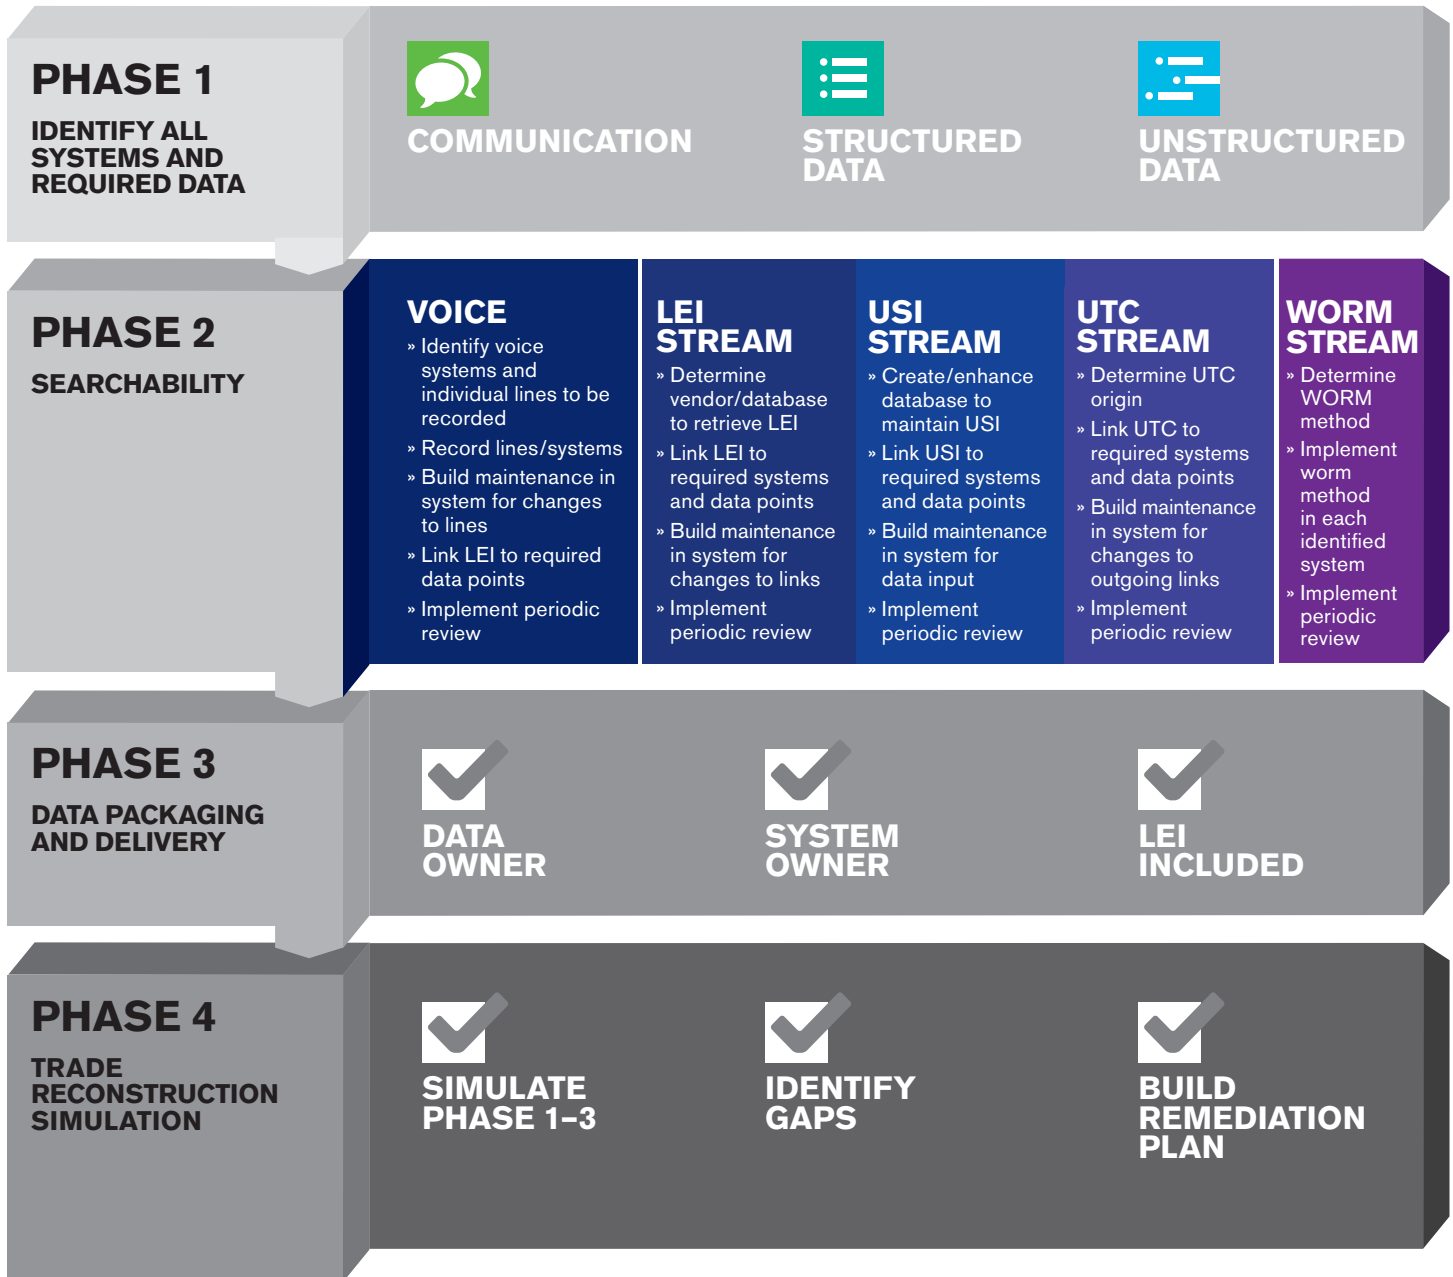 PHASE 1
IDENTIFY ALL
SYSTEMS AND
REQUIRED DATA
COMMUNICATION
STRUCTURED
DATA
UNSTRUCTURED
DATA
PHASE 2
SEARCHABILITY
VOICE
» Identify voice
systems and
individual lines to be
recorded
» Record lines/systems
» Build maintenance in
system for changes
to lines
» Link LEI to required
data points
» Implement periodic
review
LEI
STREAM
» Determine
vendor/database
to retrieve LEI
» Link LEI to
required systems
and data points
» Build maintenance
in system for
changes to links
» Implement
periodic review
USI
STREAM
» Create/enhance
database to
maintain USI
» Link USI to
required systems
and data points
» Build maintenance
in system for
data input
» Implement
periodic review
UTC
STREAM
» Determine UTC
origin
» Link UTC to
required systems
and data points
» Build maintenance
in system for
changes to
outgoing links
» Implement
periodic review
WORM
STREAM
» Determine
WORM
method
» Implement
worm
method
in each
identified
system
» Implement
periodic
review
PHASE 3
DATA PACKAGING
AND DELIVERY
DATA
OWNER
SYSTEM
OWNER
LEI
INCLUDED
PHASE 4
TRADE
RECONSTRUCTION
SIMULATION
SIMULATE
PHASE 1–3
IDENTIFY
GAPS
BUILD
REMEDIATION
PLAN